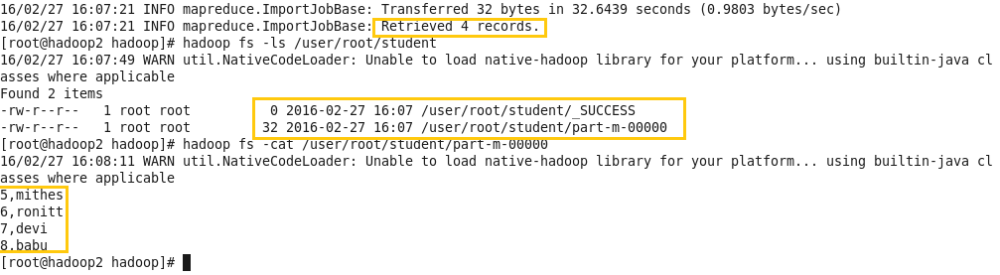 16/02/27 16:07:21 INFO mapreduce.ImportJobBase: Transferred 32 bytes in 32.6439 seconds (0.9803 bytes/sec)
16/02/27 16:07:21 INFO mapreduce.ImportJobBase: Retrieved 4 records.
[root@hadoop2 hadoop]# hadoop fs -ls /user/root/student
16/02/27 16:07:49 WARN util.NativeCodeLoader: Unable to load native-hadoop library for your platform... using builtin-java cl
asses where applicable
Found 2 items
-rw-r--r--   1 root root          0 2016-02-27 16:07 /user/root/student/_SUCCESS
-rw-r--r--   1 root root         32 2016-02-27 16:07 /user/root/student/part-m-00000
[root@hadoop2 hadoop]# hadoop fs -cat /user/root/student/part-m-00000
16/02/27 16:08:11 WARN util.NativeCodeLoader: Unable to load native-hadoop library for your platform... using builtin-java cl
asses where applicable
5,mithes
6,ronitt
7,devi
8,babu
[root@hadoop2 hadoop]#